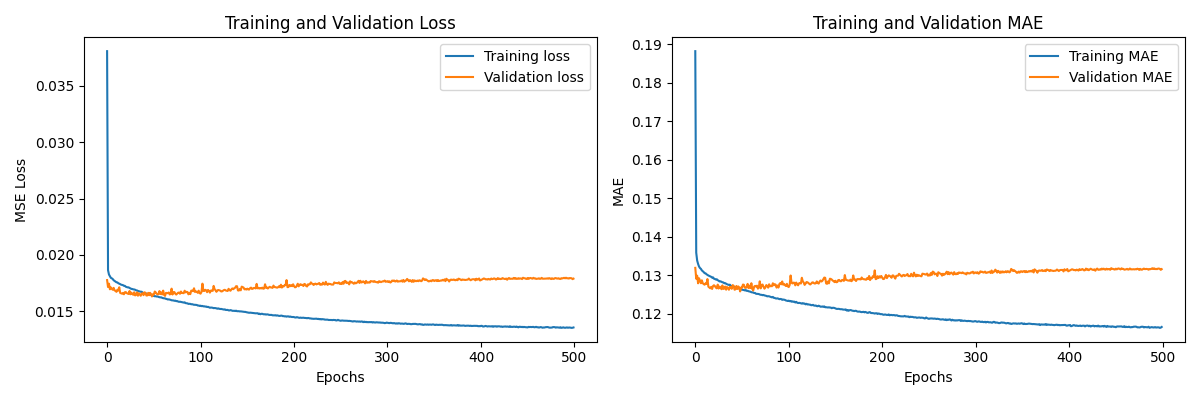 Training and Validation Loss
Training loss
Validation loss
0.035
0.030
0.025
0.020
0.015
MSE Loss
0
100
200
300
400
500
Epochs
Training and Validation MAE
Training MAE
Validation MAE
0.19
0.18
0.17
0.16
0.15
0.14
0.13
0.12
MAE
0
100
200
300
400
500
Epochs